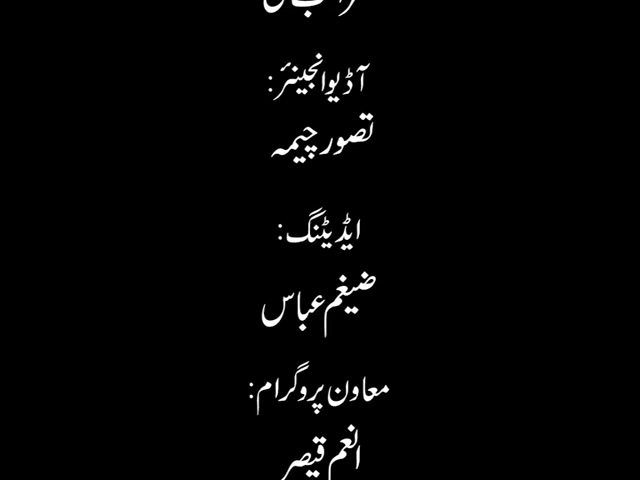 آڈیو انجینئر:
تصور چیمہ
ایڈیٹنگ:
ضیغم عباس
معاون پروگرام:
انعم قیصر